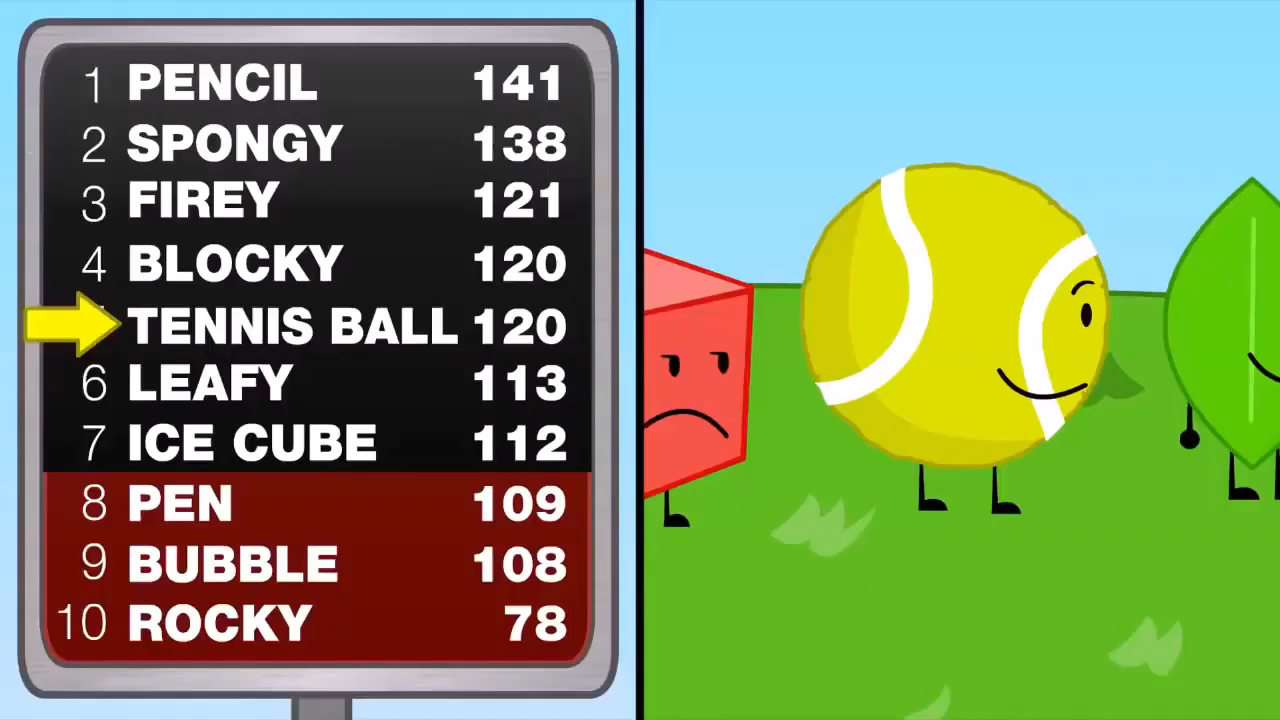 1 PENCIL 141
2 SPONGY 138
3 FIREY 121
4 BLOCKY 120
TENNIS BALL 120
6 LEAFY 113
7 ICE CUBE 112
8 PEN 109
9 BUBBLE 108
10 ROCKY 78